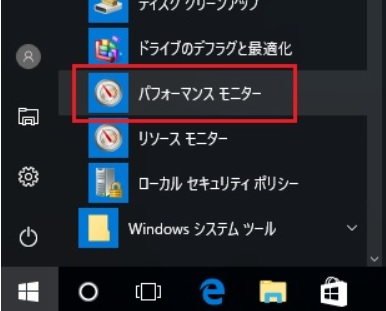 ディスク クリーンアップ
ドライブのデフラグと最適化
パフォーマンス モニター
リソース モニター
ローカル セキュリティ ポリシー
Windows システム ツール